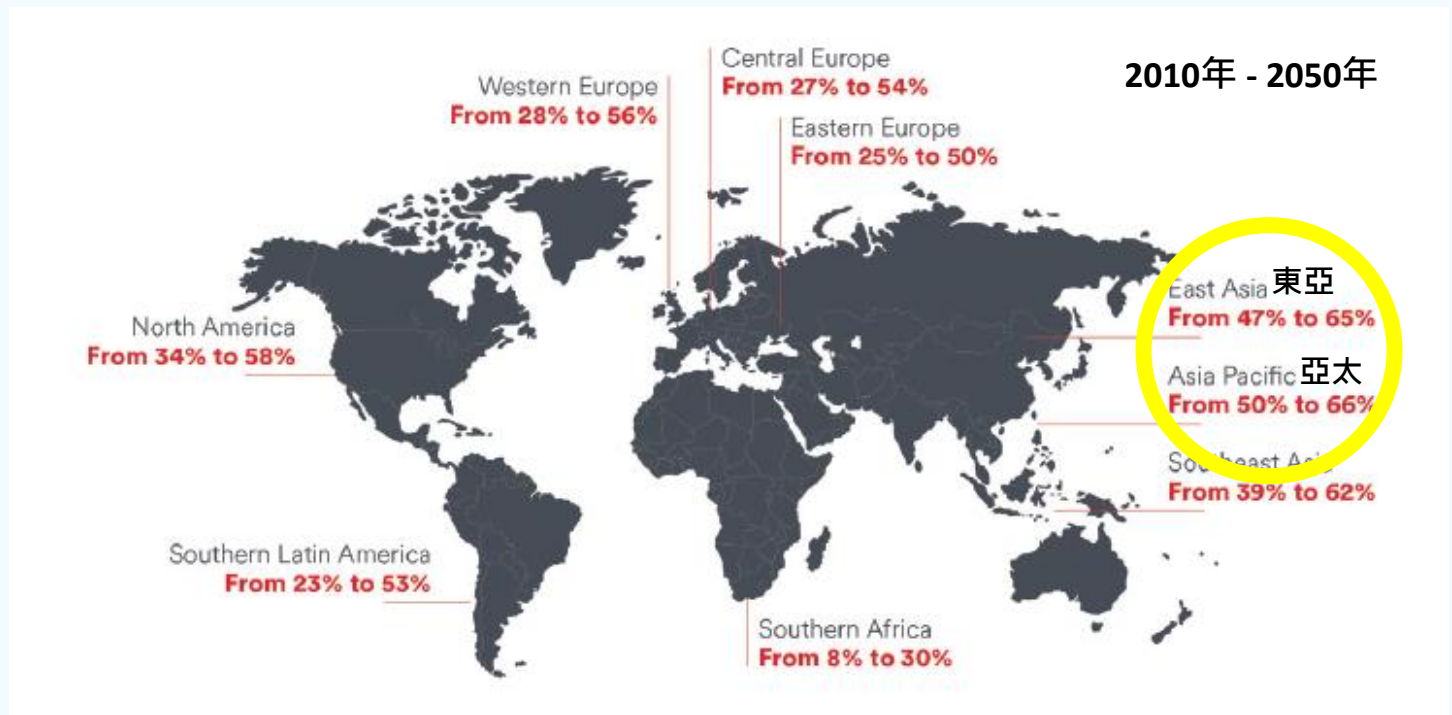 2010年 - 2050年
Central Europe
From 27% to 54%
Western Europe
From 28% to 56%
Eastern Europe
From 25% to 50%
East Asia 東亞
From 47% to 65%
North America
From 34% to 58%
Asia Pacific 亞太
From 50% to 66%
Southeast Asia
From 39% to 62%
Southern Latin America
From 23% to 53%
Southern Africa
From 8% to 30%